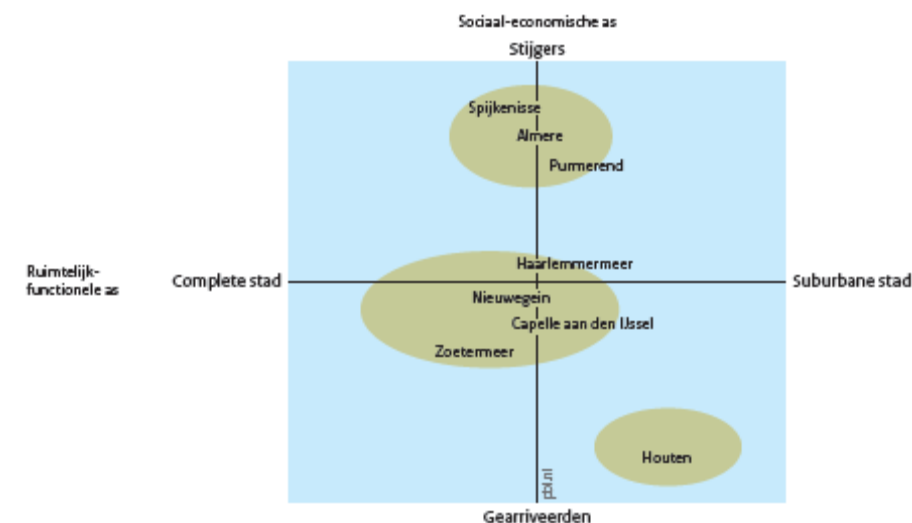 Sociaal-economische as
Stijgers
Spijkenisse
Almere
Purmerend
Haarlemmermeer
Ruimtelijk-
functionele as
Complete stad
Suburbane stad
Nieuwegein
Capelle aan den IJssel
Zoetermeer
Houten
pbl.nl
Gearriveerden